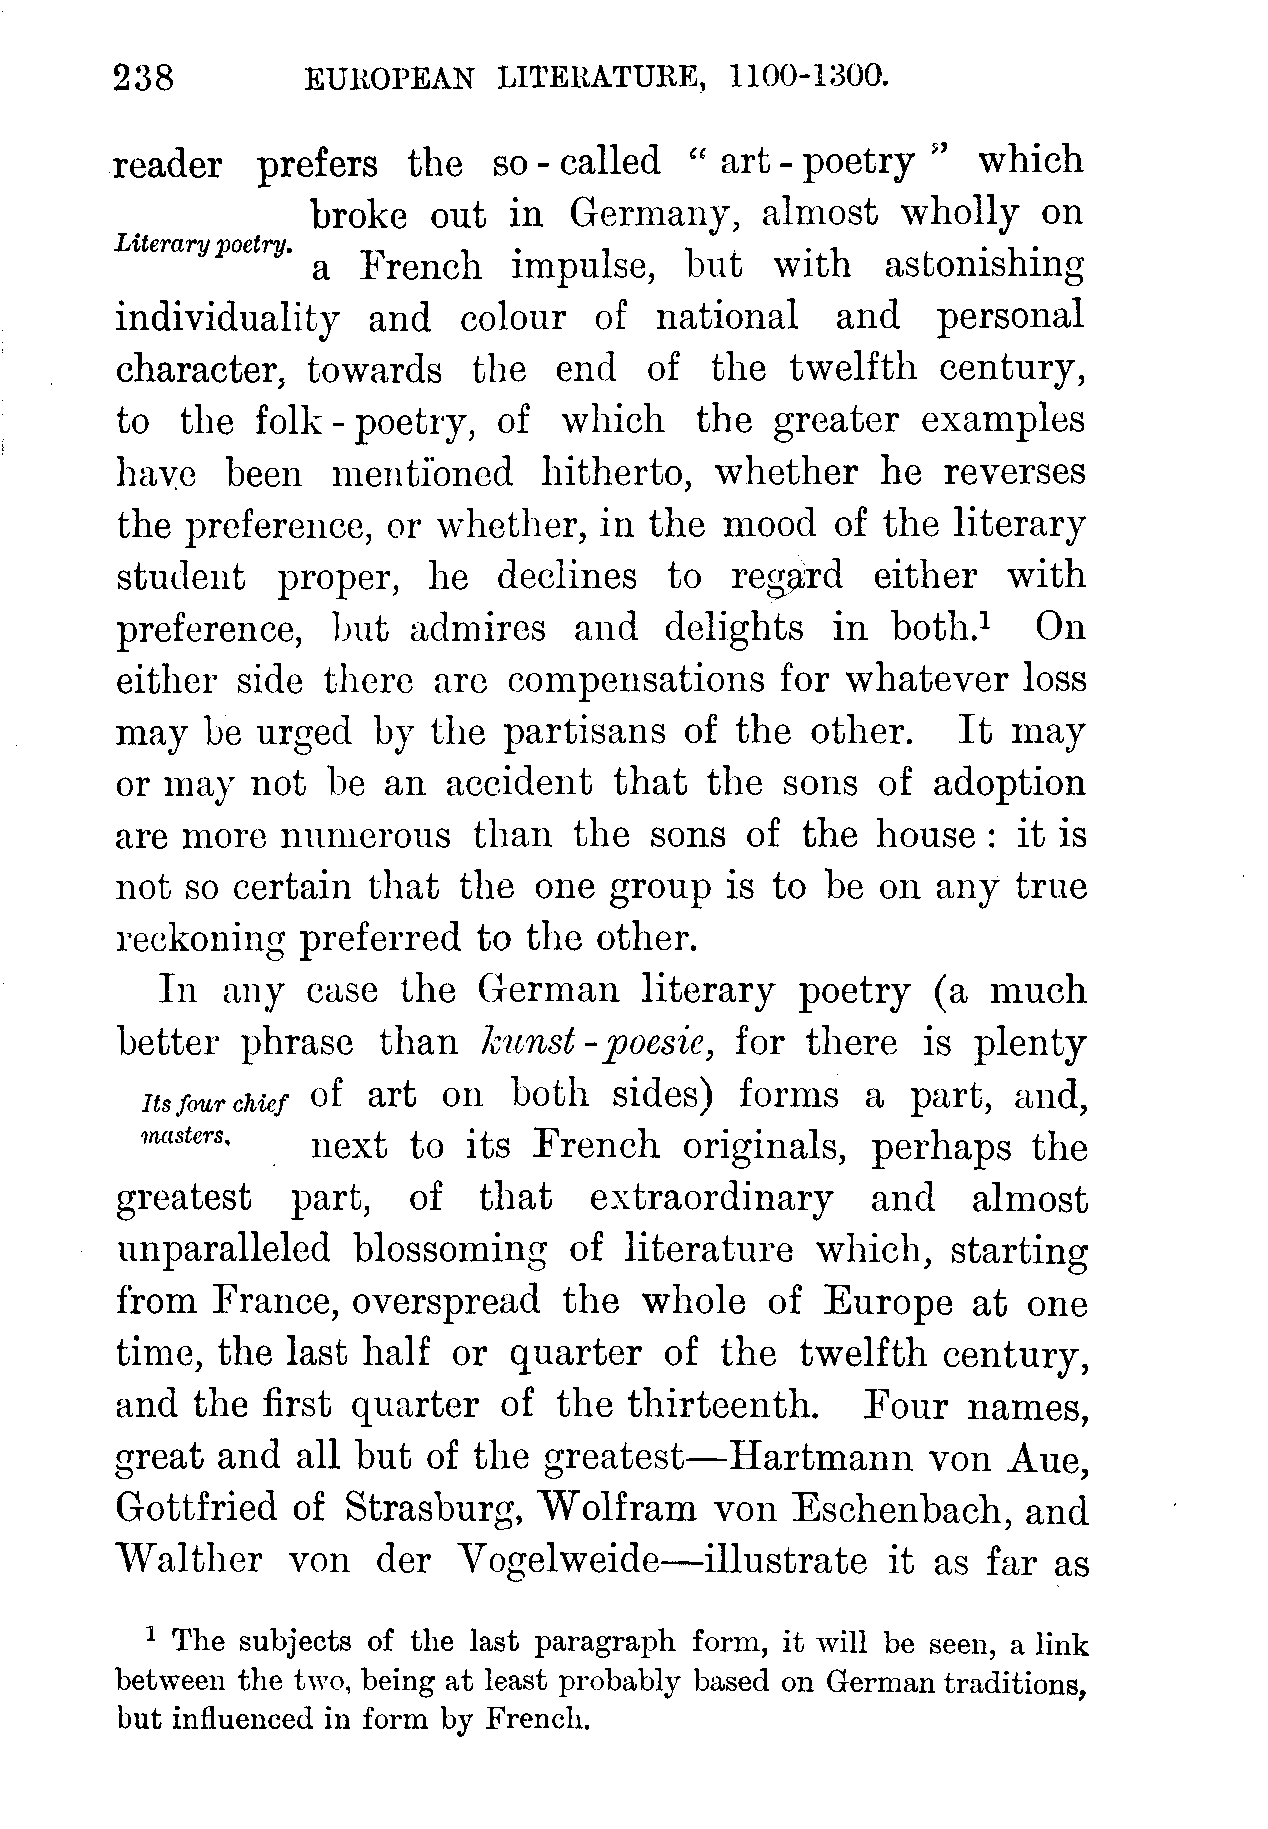 238 EUROPEAN LITERATURE, 1100-1300.
reader prefers the so-called "art-poetry" which
broke out in Germany, almost wholly on
Literary poetry.
a French impulse, but with astonishing
individuality and colour of national and personal
character, towards the end of the twelfth century,
to the folk-poetry, of which the greater examples
have been mentioned hitherto, whether he reverses
the preference, or whether, in the mood of the literary
student proper, he declines to regard either with
preference, but admires and delights in both.¹ On
either side there are compensations for whatever loss
may be urged by the partisans of the other. It may
or may not be an accident that the sons of adoption
are more numerous than the sons of the house: it is
not so certain that the one group is to be on any true
reckoning preferred to the other.
In any case the German literary poetry (a much
better phrase than kunst-poesie, for there is plenty
Its four chief of art on both sides) forms a part, and,
masters. next to its French originals, perhaps the
greatest part, of that extraordinary and almost
unparalleled blossoming of literature which, starting
from France, overspread the whole of Europe at one
time, the last half or quarter of the twelfth century,
and the first quarter of the thirteenth. Four names,
great and all but of the greatest—Hartmann von Aue,
Gottfried of Strasburg, Wolfram von Eschenbach, and
Walther von der Vogelweide—illustrate it as far as
¹ The subjects of the last paragraph form, it will be seen, a link
between the two, being at least probably based on German traditions,
but influenced in form by French.